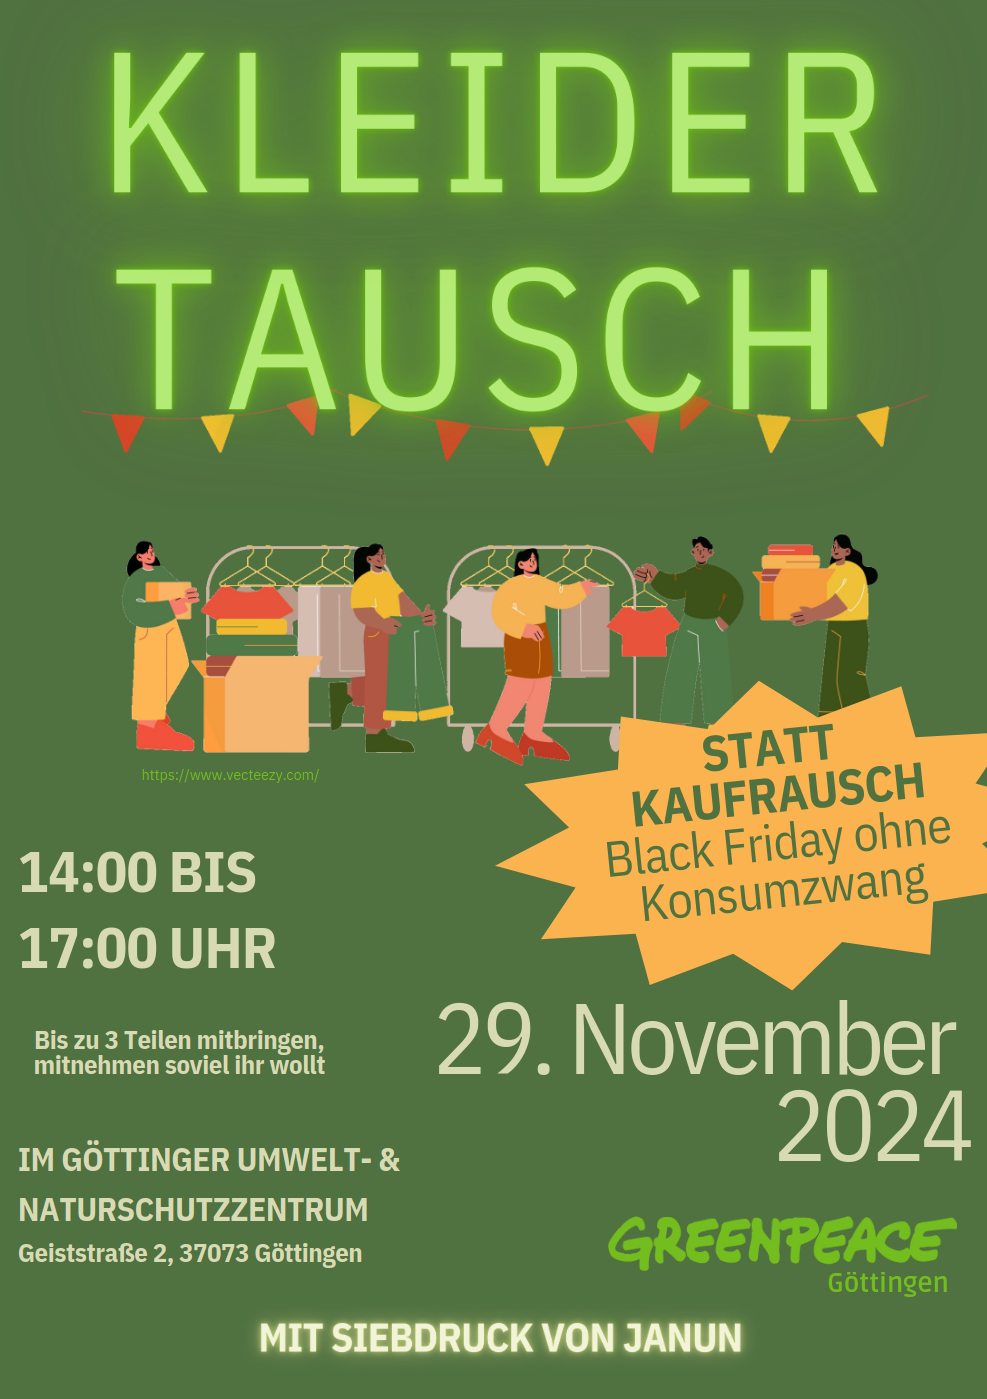 KLEIDER
TAUSCH
https://www.vecteezy.com/
STATT
KAUFRAUSCH
Black Friday ohne
Konsumzwang
14:00 BIS
17:00 UHR
29. November
2024
Bis zu 3 Teilen mitbringen,
mitnehmen soviel ihr wollt
IM GÖTTINGER UMWELT- &
NATURSCHUTZZENTRUM
Geiststraße 2, 37073 Göttingen
GREENPEACE
Göttingen
MIT SIEBDRUCK VON JANUN